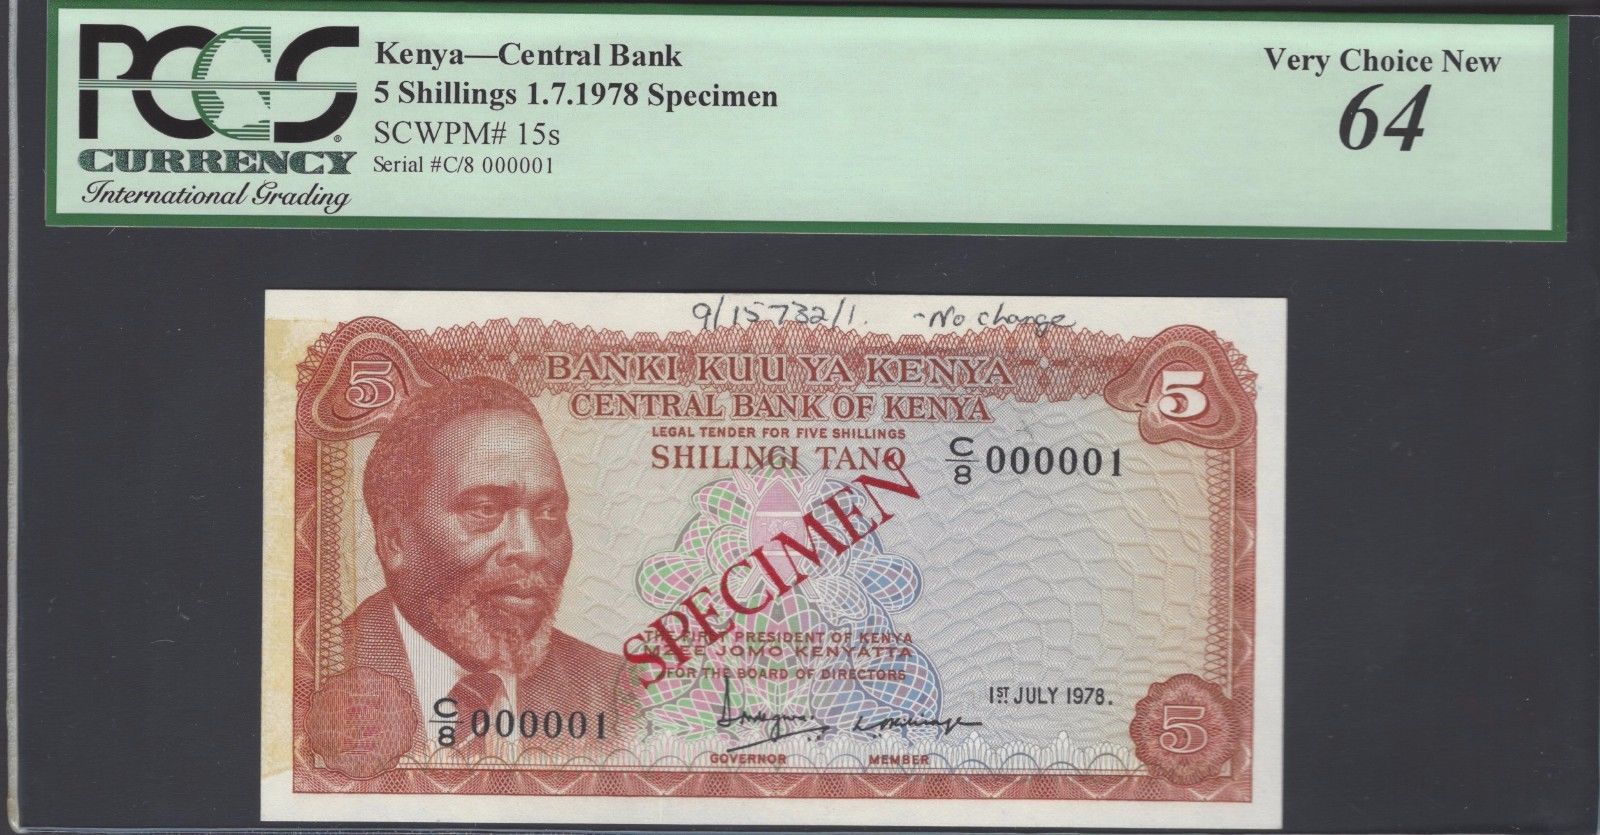 PCGS
CURRENCY
International Grading
Kenya—Central Bank
5 Shillings 1.7.1978 Specimen
SCWPM# 15s
Serial #C/8 000001
Very Choice New
64
9/15732/1. - No change
5 5
BANKI KUU YA KENYA
CENTRAL BANK OF KENYA
LEGAL TENDER FOR FIVE SHILLINGS
SHILINGI TANO
C/8 000001
SPECIMEN
THE FIRST PRESIDENT OF KENYA
MZEE JOMO KENYATTA
FOR THE BOARD OF DIRECTORS
1ST JULY 1978.
C/8 000001
5
GOVERNOR MEMBER